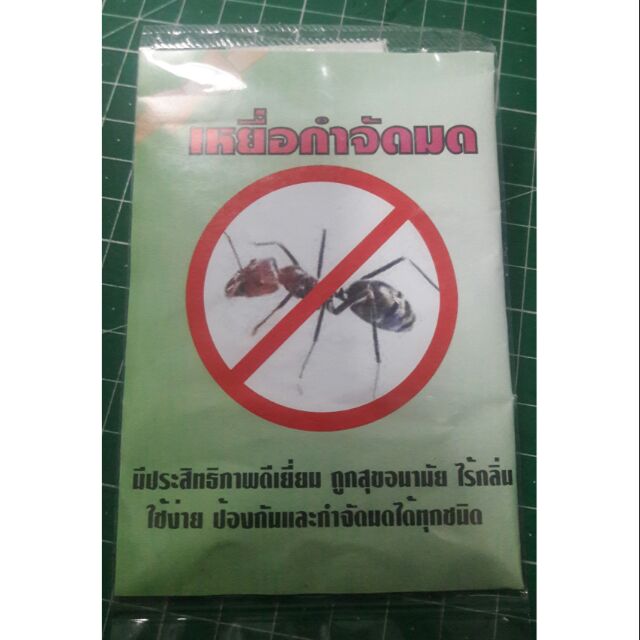 เหยื่อกำจัดมด
มีประสิทธิภาพดีเยี่ยม ถูกสุขอนามัย ไร้กลิ่น
ใช้ง่าย ป้องกันและกำจัดมดได้ทุกชนิด